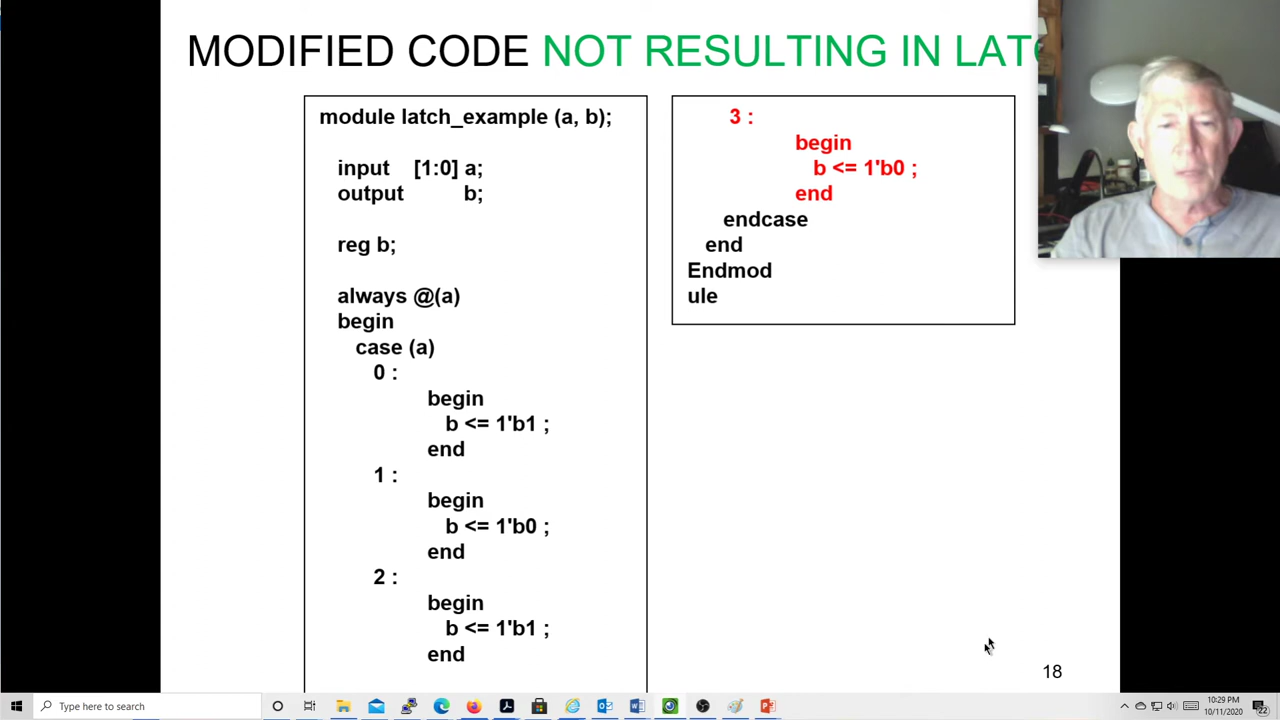 MODIFIED CODE NOT RESULTING IN LATC
module latch_example (a, b);
input [1:0] a;
output b;
reg b;
always @(a)
begin
case (a)
0 :
begin
b <= 1'b1 ;
end
1 :
begin
b <= 1'b0 ;
end
2 :
begin
b <= 1'b1 ;
end
3 :
begin
b <= 1'b0 ;
end
endcase
end
Endmod
ule
18
Type here to search
10:29 PM
10/11/2020
22